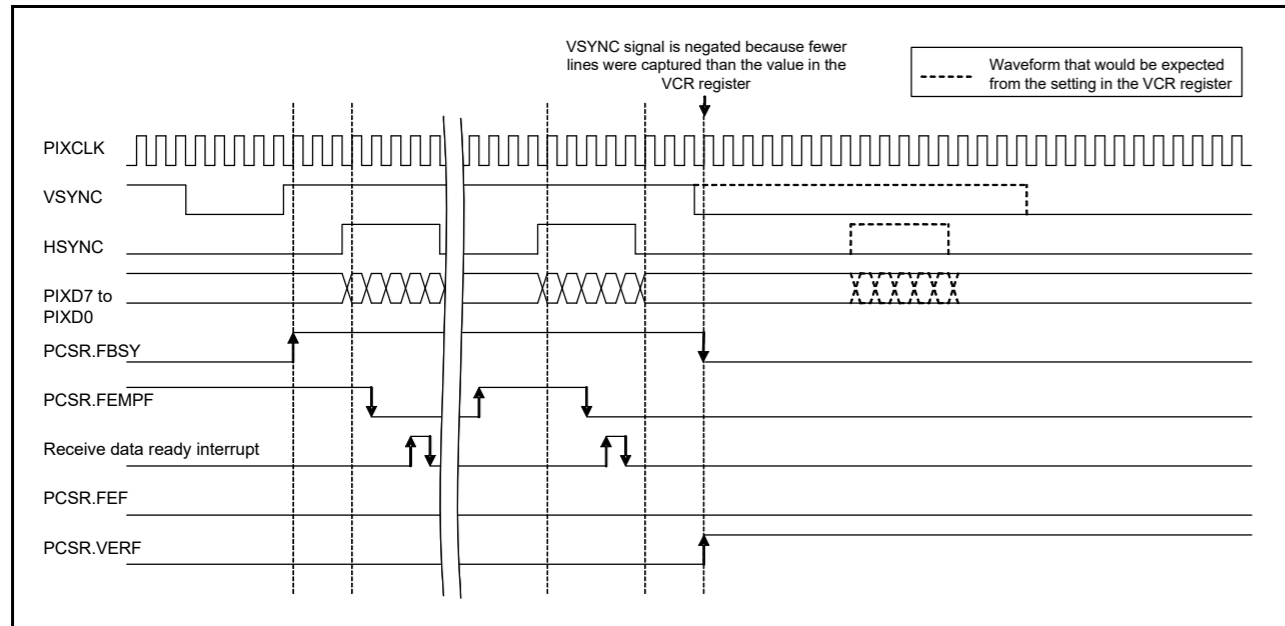 VSYNC signal is negated because fewer
lines were captured than the value in the
VCR register
Waveform that would be expected
from the setting in the VCR register
PIXCLK
VSYNC
HSYNC
PIXD7 to
PIXD0
PCSR.FBSY
PCSR.FEMPF
Receive data ready interrupt
PCSR.FEF
PCSR.VERF